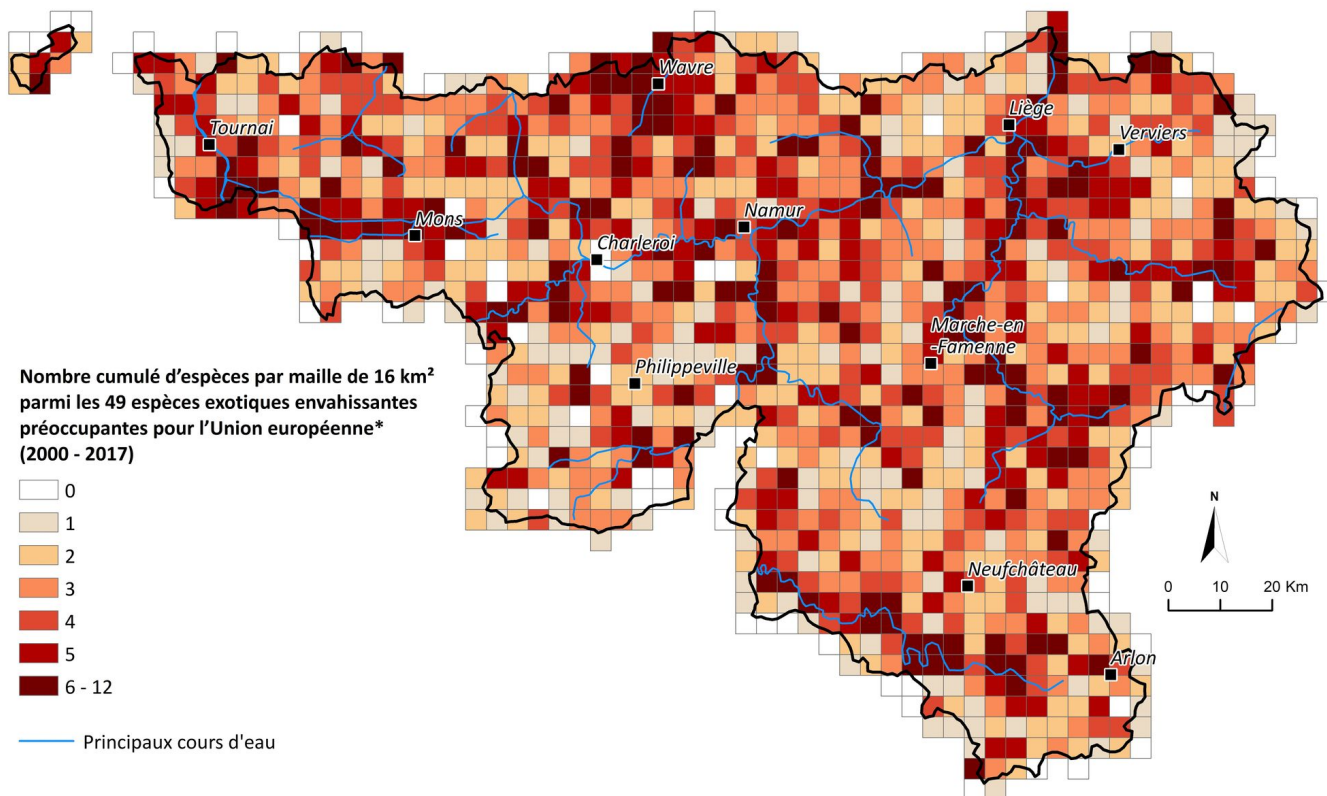 Wavre
Liège
Tournai
Verviers
Namur
Mons
Charleroi
Marche-en
-Famenne
Philippeville
Nombre cumulé d'espèces par maille de 16 km²
parmi les 49 espèces exotiques envahissantes
préoccupantes pour l'Union européenne*
(2000 - 2017)
0
1
2
3
4
5
6 - 12
Principaux cours d'eau
N
Neufchâteau
0 10 20 Km
Arlon